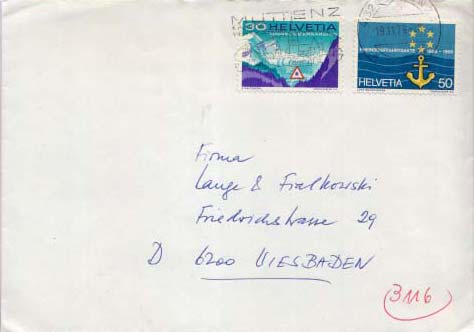 MUTTENZ
30 HELVETIA
HELVETIA 50
Firma
Lange & Fialkowski
Friedrichstrasse 29
D 6200 WIESBADEN
3116